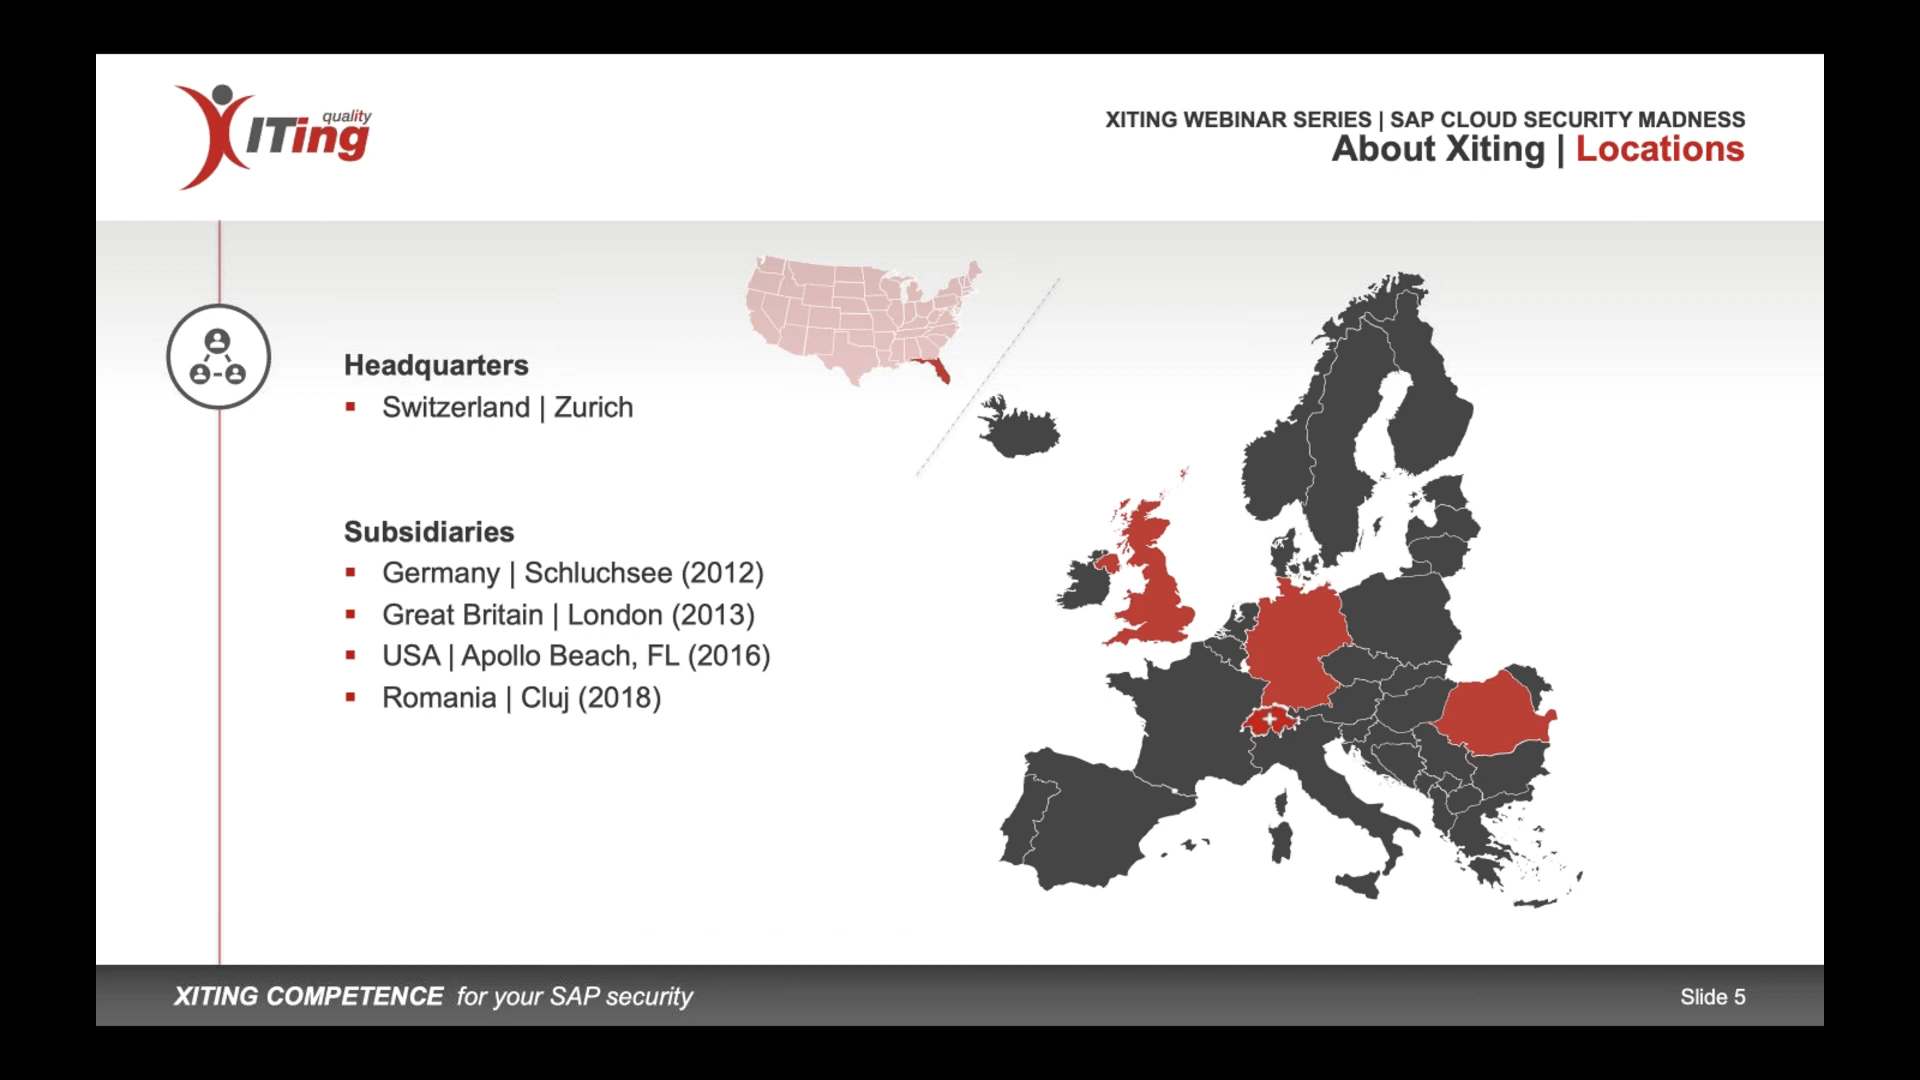 quality
XITing
XITING WEBINAR SERIES | SAP CLOUD SECURITY MADNESS
About Xiting | Locations
Headquarters
▪ Switzerland | Zurich
Subsidiaries
▪ Germany | Schluchsee (2012)
▪ Great Britain | London (2013)
▪ USA | Apollo Beach, FL (2016)
▪ Romania | Cluj (2018)
XITING COMPETENCE for your SAP security
Slide 5